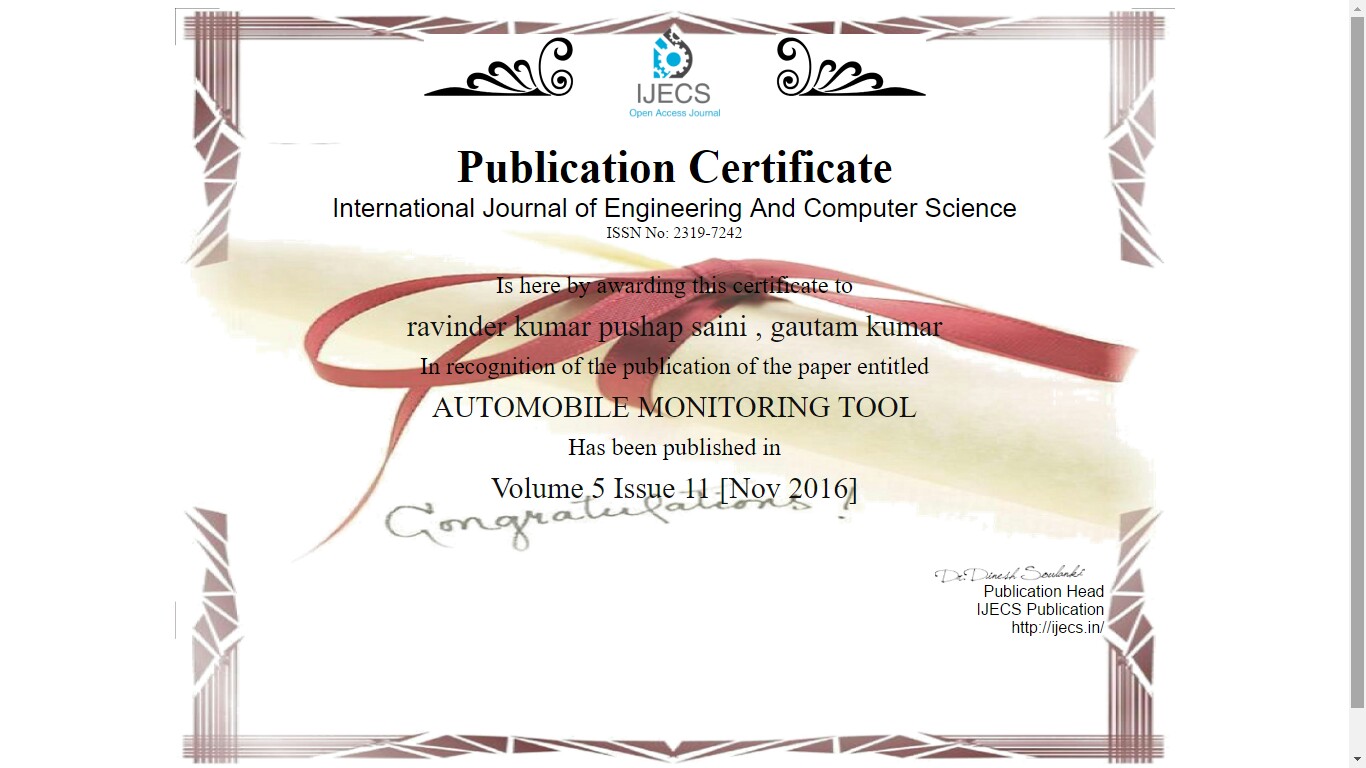 IJECS
Open Access Journal
Publication Certificate
International Journal of Engineering And Computer Science
ISSN No: 2319-7242
Is here by awarding this certificate to
ravinder kumar pushap saini , gautam kumar
In recognition of the publication of the paper entitled
AUTOMOBILE MONITORING TOOL
Has been published in
Volume 5 Issue 11 [Nov 2016]
Congratulations !
Dr. Dinesh Soulanki
Publication Head
IJECS Publication
http://ijecs.in/